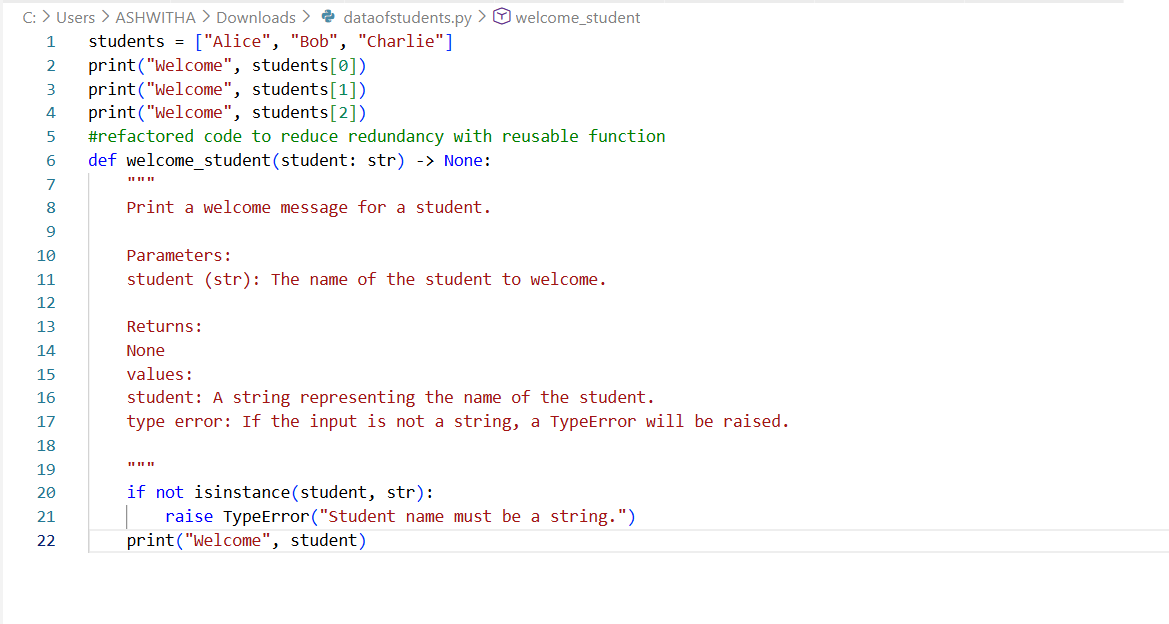 C: > Users > ASHWITHA > Downloads > dataofstudents.py > welcome_student
1 students = ["Alice", "Bob", "Charlie"]
2 print("Welcome", students[0])
3 print("Welcome", students[1])
4 print("Welcome", students[2])
5 #refactored code to reduce redundancy with reusable function
6 def welcome_student(student: str) -> None:
7     """
8     Print a welcome message for a student.
9
10     Parameters:
11     student (str): The name of the student to welcome.
12
13     Returns:
14     None
15     values:
16     student: A string representing the name of the student.
17     type error: If the input is not a string, a TypeError will be raised.
18
19     """
20     if not isinstance(student, str):
21         raise TypeError("Student name must be a string.")
22     print("Welcome", student)